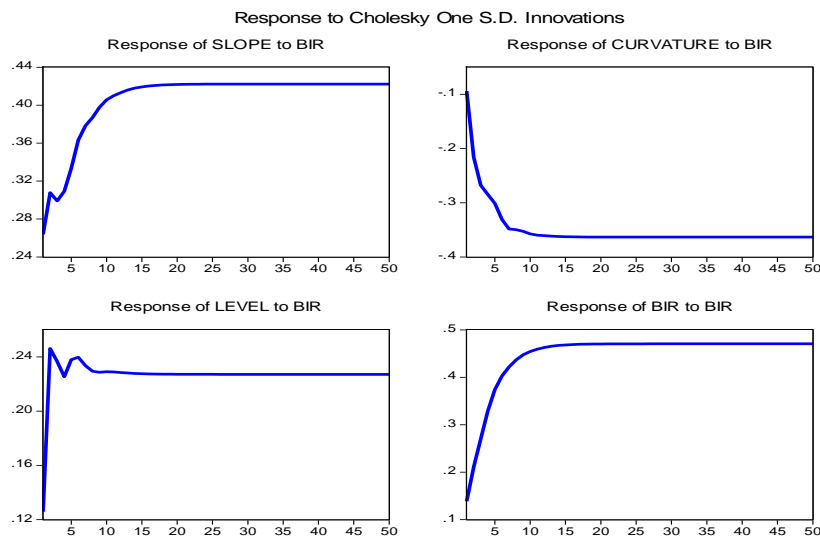 Response to Cholesky One S.D. Innovations
Response of SLOPE to BIR
Response of CURVATURE to BIR
.44
.40
.36
.32
.28
.24
5 10 15 20 25 30 35 40 45 50
-.1
-.2
-.3
-.4
5 10 15 20 25 30 35 40 45 50
Response of LEVEL to BIR
Response of BIR to BIR
.24
.20
.16
.12
5 10 15 20 25 30 35 40 45 50
.5
.4
.3
.2
.1
5 10 15 20 25 30 35 40 45 50